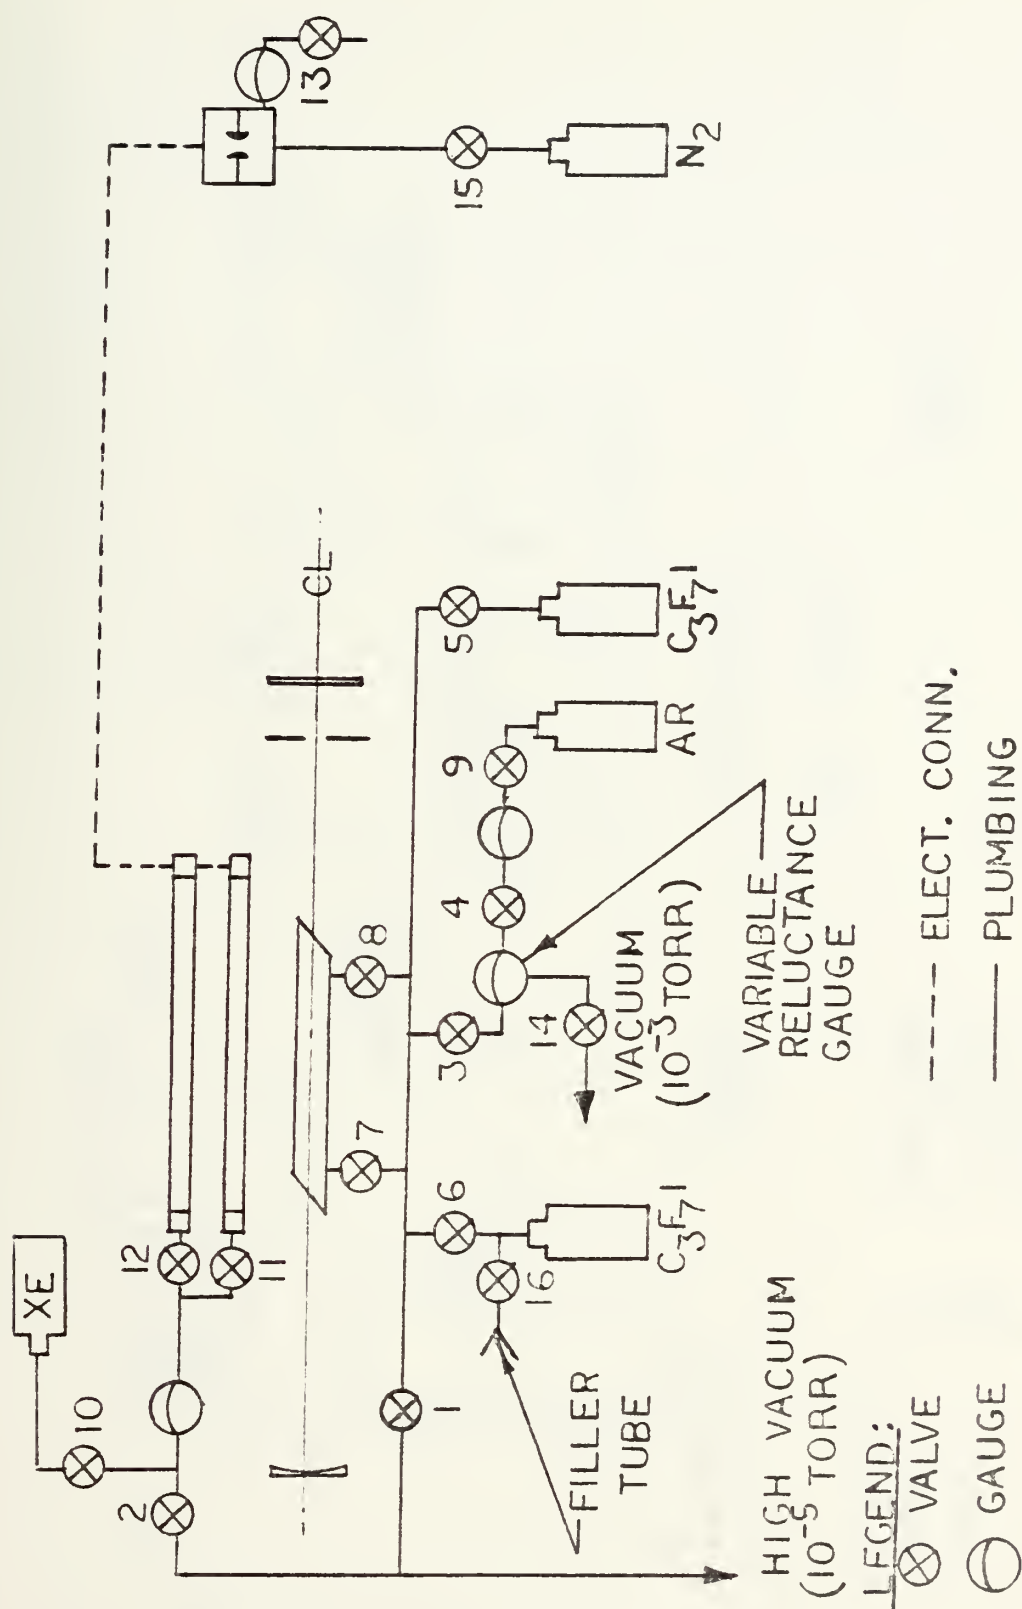 XE
10
2
12
11
13
15
N2
CL
8
7
1
6
16
C3F7I
3
14
4
9
5
AR
C3F7I
FILLER
TUBE
VACUUM
(10-3 TORR)
VARIABLE
RELUCTANCE
GAUGE
HIGH VACUUM
(10-5 TORR)
LEGEND:
VALVE
GAUGE
ELECT. CONN.
PLUMBING